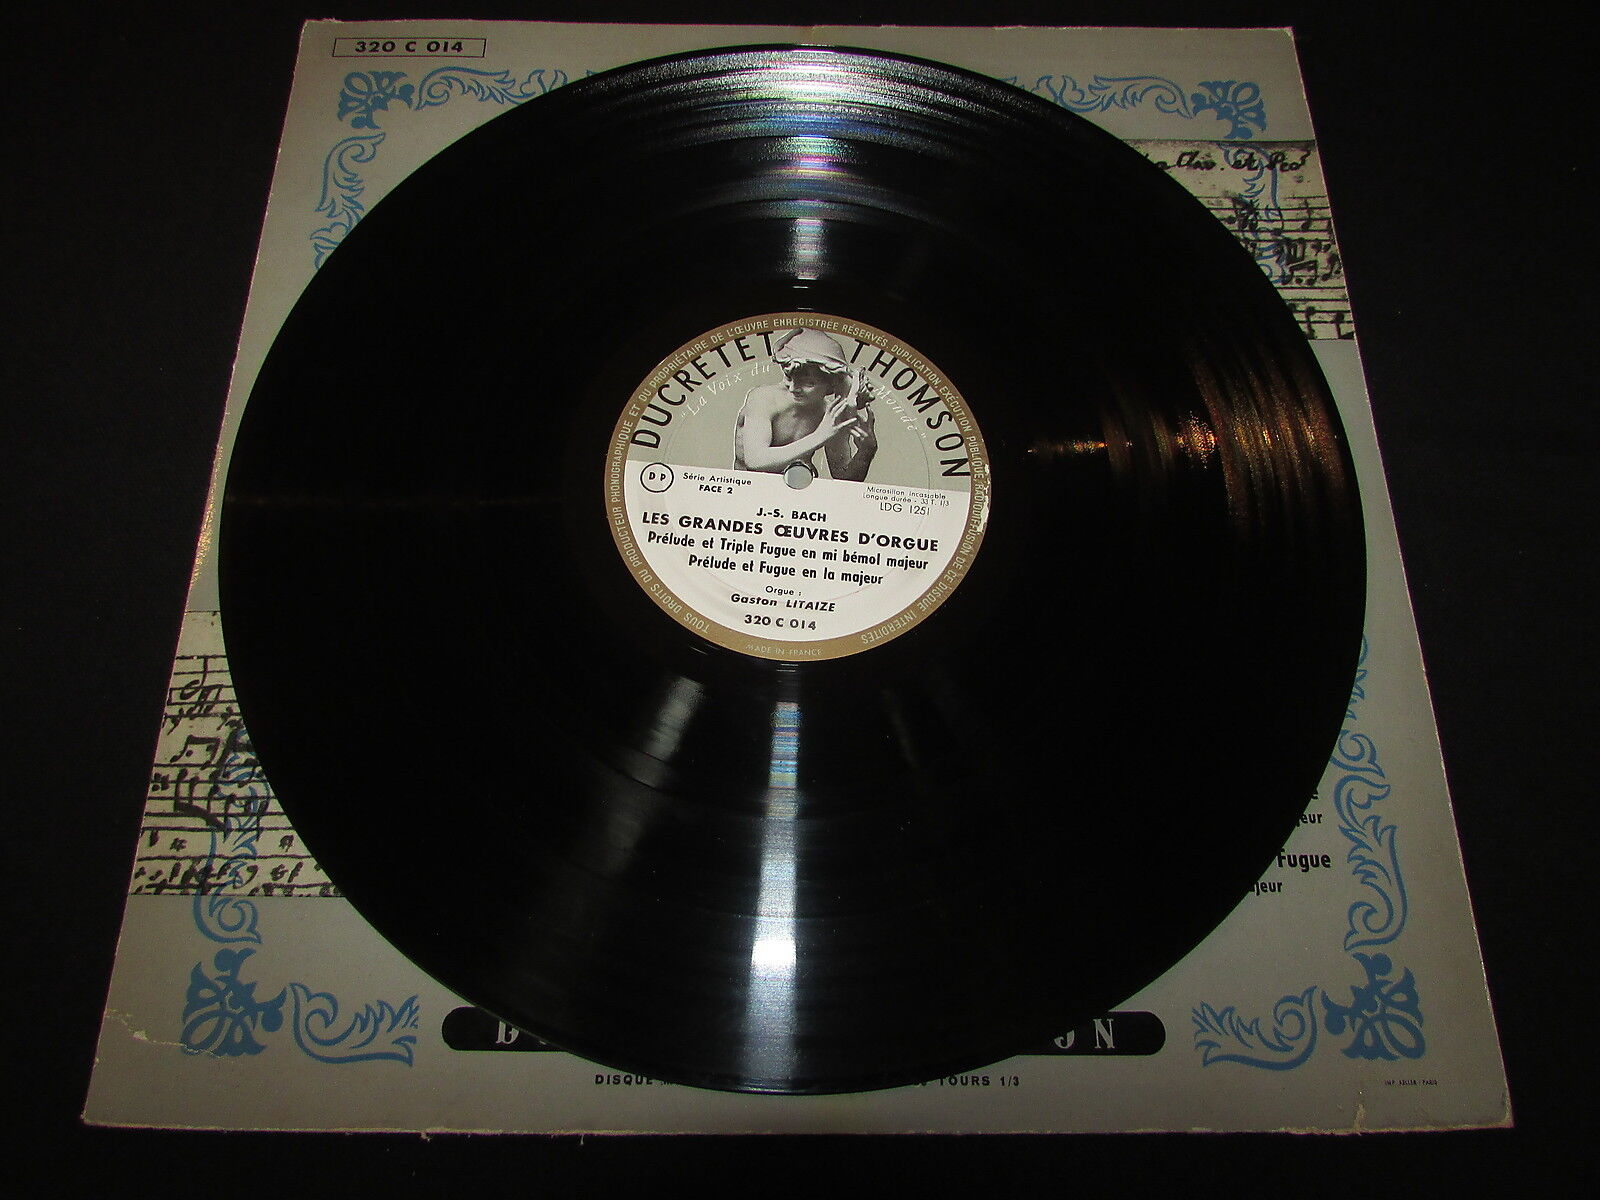 320 C 014
TOUS DROITS DU PRODUCTEUR PHONOGRAPHIQUE ET DU PROPRIÉTAIRE DE L'ŒUVRE ENREGISTRÉE RÉSERVÉS. DUPLICATION, EXÉCUTION PUBLIQUE, RADIODIFFUSION DE CE DISQUE INTERDITES
DUCRETET THOMSON
"La Voix du Monde"
DP
Série Artistique
FACE 2
Microsillon incassable
Longue durée - 33 T. 1/3
LDG 1251
J.-S. BACH
LES GRANDES ŒUVRES D'ORGUE
Prélude et Triple Fugue en mi bémol majeur
Prélude et Fugue en la majeur
Orgue :
Gaston LITAIZE
320 C 014
MADE IN FRANCE
jeur
Fugue
jeur
D ON
DISQUE TOURS 1/3
IMP. KELLER - PARIS